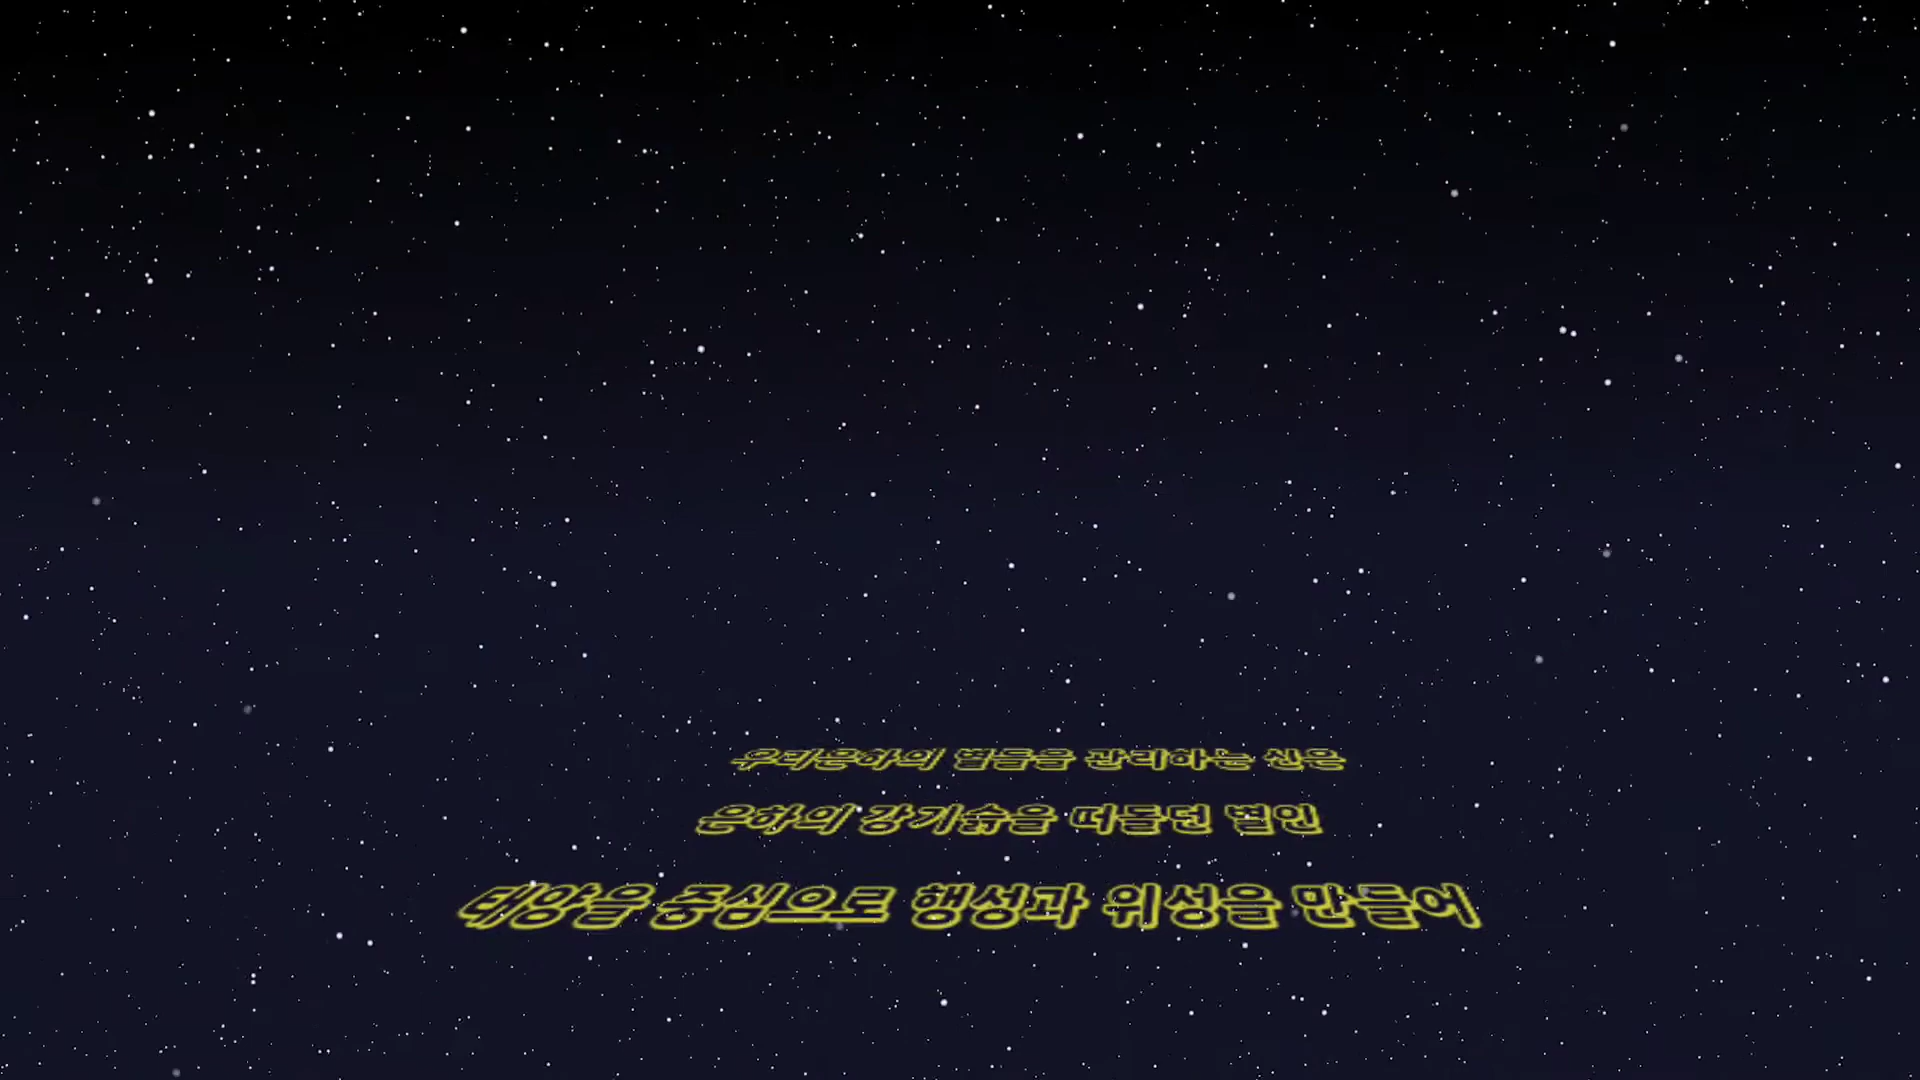 우리은하의 별들을 관리하는 신은
은하의 강기슭을 떠돌던 별인
태양을 중심으로 행성과 위성을 만들어